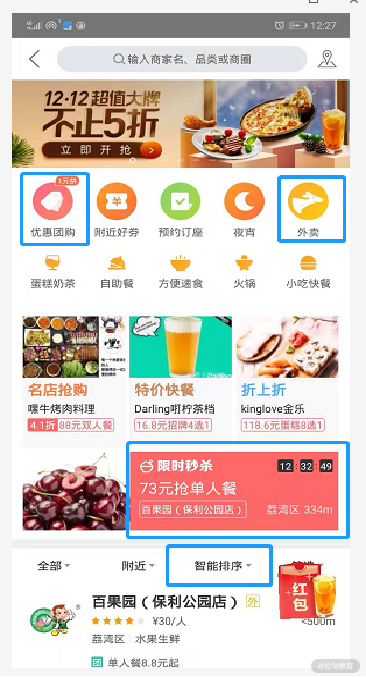 12:27
输入商家名、品类或商圈
12·12 超值大牌
不止5折
立即开抢
1元拼
优惠团购
附近好券
预约订座
夜宵
外卖
蛋糕奶茶
自助餐
方便速食
火锅
小吃快餐
名店抢购
特价快餐
折上折
嘿牛烤肉料理
Darling咑柠茶档
kinglove金乐
4.1折 88元双人餐
16.8元招牌4选1
118.6元蛋糕8选1
限时秒杀
12:32:49
73元抢单人餐
百果园（保利公园店）
荔湾区 334m
全部
附近
智能排序
百果园（保利公园店）
外
¥30/人
<500m
荔湾区 水果生鲜
团 单人餐8.8元起
红包
@拉勾教育